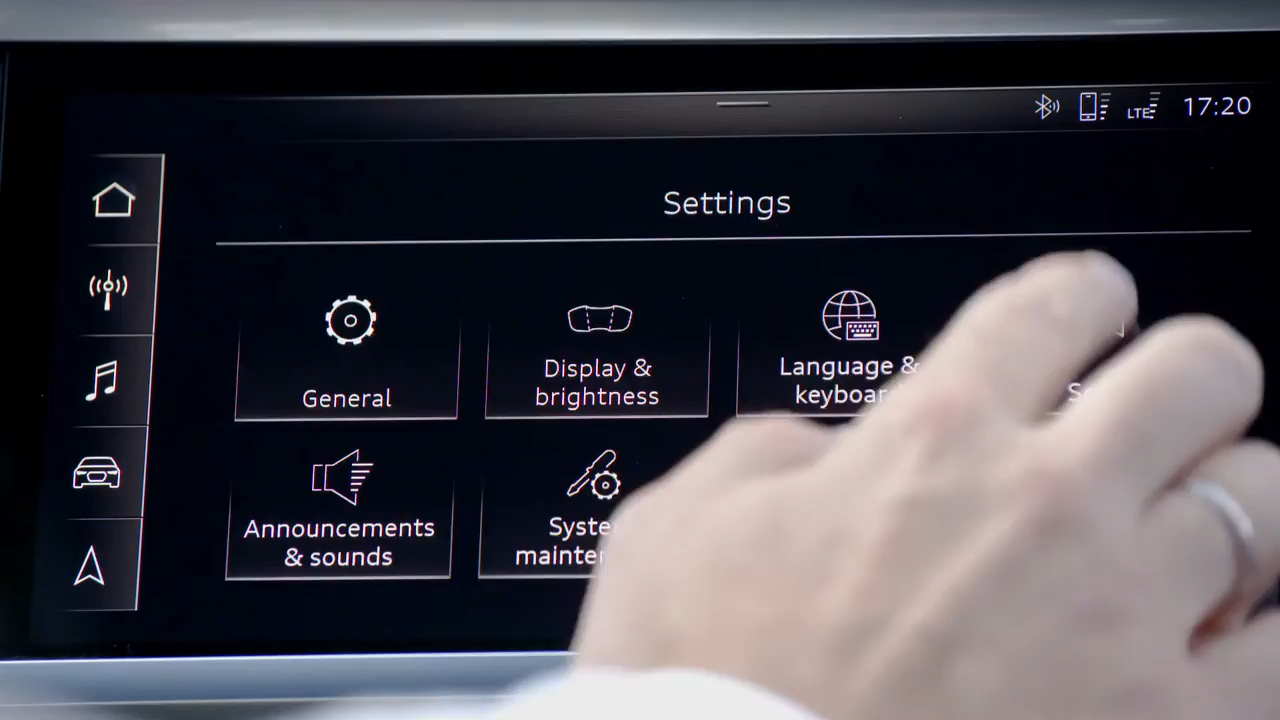 LTE 17:20
Settings
General
Display &
brightness
Language &
Announcements
& sounds